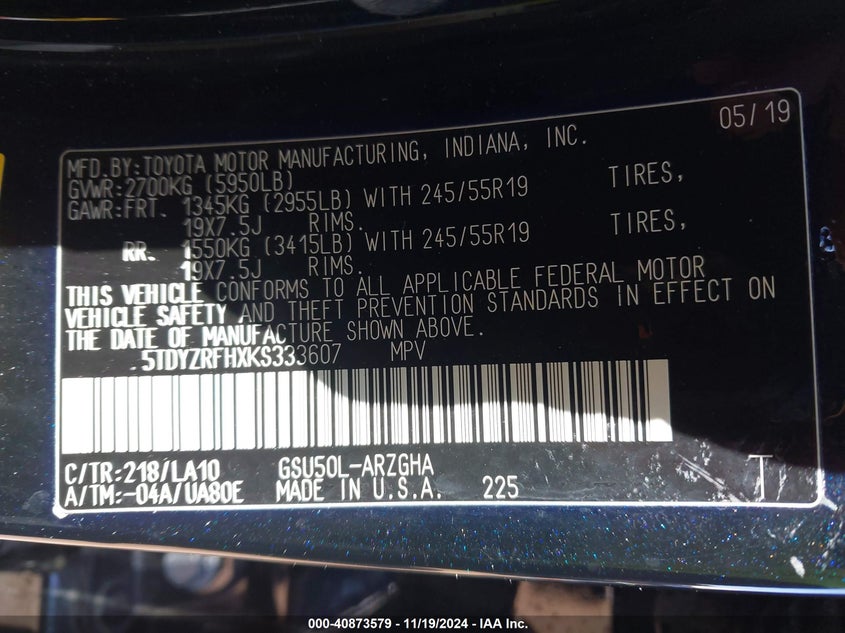 05/19
MFD.BY:TOYOTA MOTOR MANUFACTURING, INDIANA, INC.
GVWR:2700KG (5950LB)
GAWR:FRT. 1345KG (2955LB) WITH 245/55R19 TIRES,
19X7.5J RIMS.
RR. 1550KG (3415LB) WITH 245/55R19 TIRES,
19X7.5J RIMS.
THIS VEHICLE CONFORMS TO ALL APPLICABLE FEDERAL MOTOR
VEHICLE SAFETY AND THEFT PREVENTION STANDARDS IN EFFECT ON
THE DATE OF MANUFACTURE SHOWN ABOVE.
5TDYZRFHXKS333607 MPV
C/TR:218/LA10 GSU50L-ARZGHA
A/TM:-04A/UA80E MADE IN U.S.A. 225 T
000-40873579 - 11/19/2024 - IAA Inc.